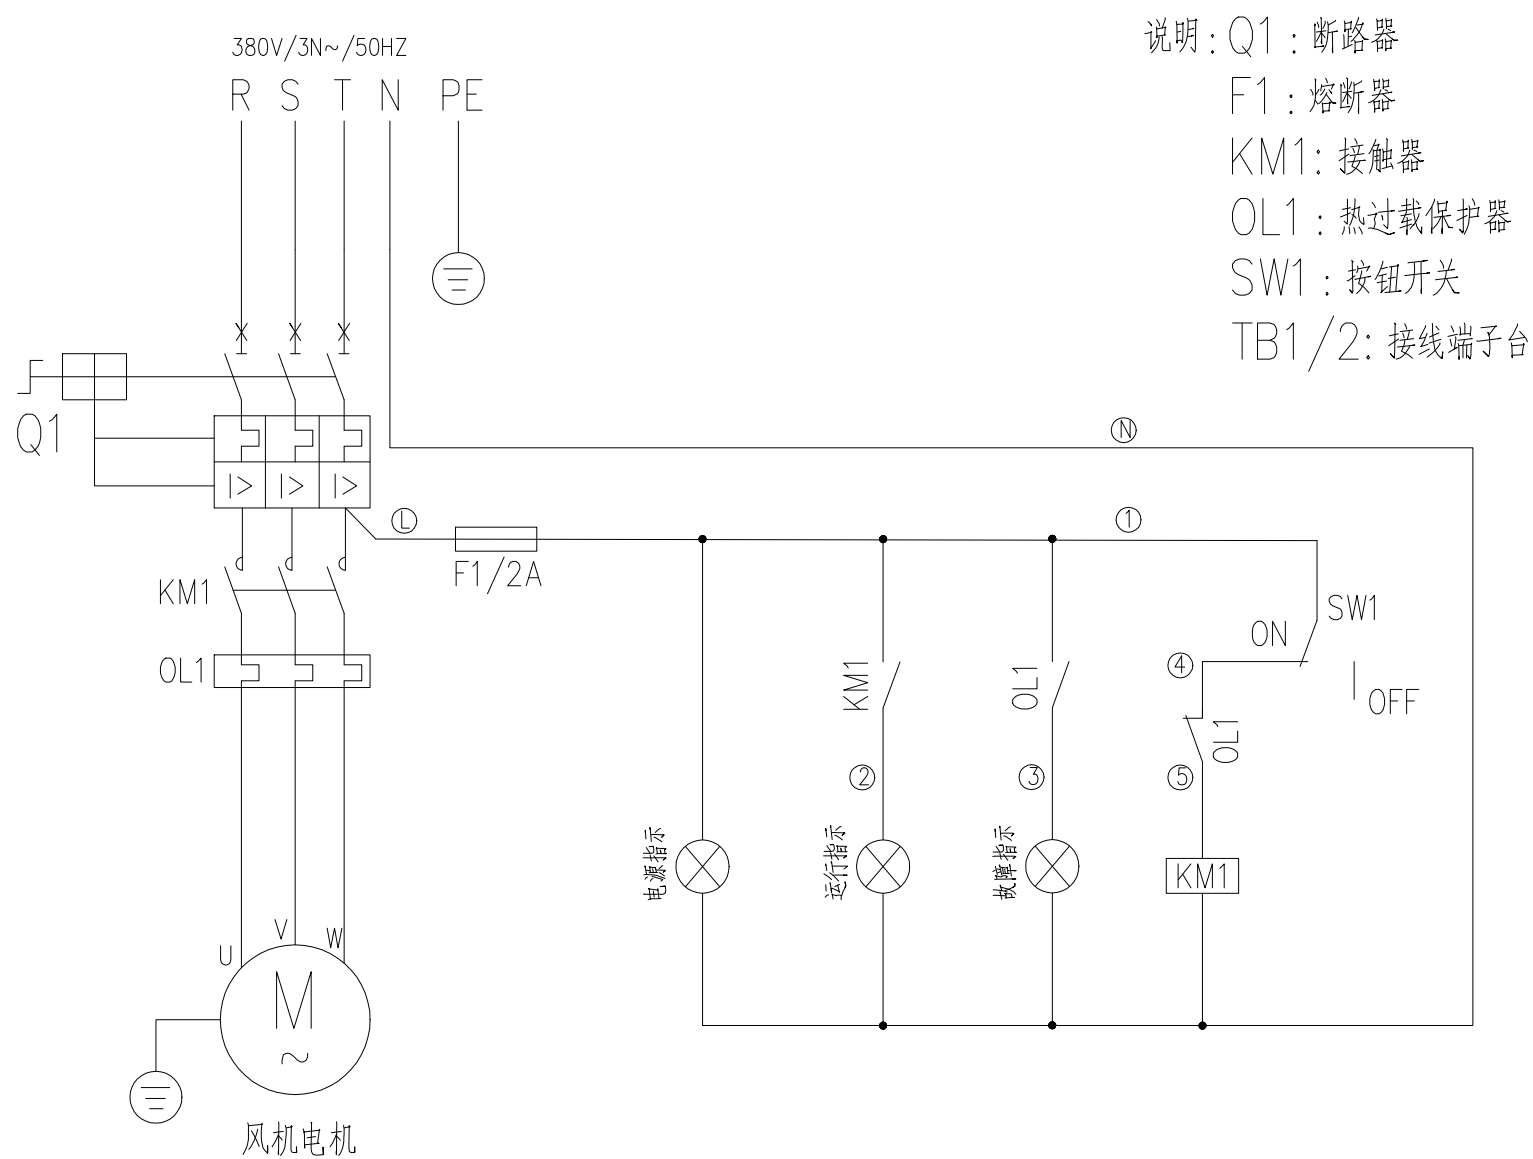 380V/3N~/50HZ
R S T N PE
说明：Q1：断路器
F1：熔断器
KM1：接触器
OL1：热过载保护器
SW1：按钮开关
TB1/2：接线端子台
Q1
I> I> I>
N
L
1
F1/2A
KM1
OL1
KM1
OL1
SW1
ON
OFF
4
OL1
2
3
5
电源指示
运行指示
故障指示
KM1
U
V
W
M
~
风机电机